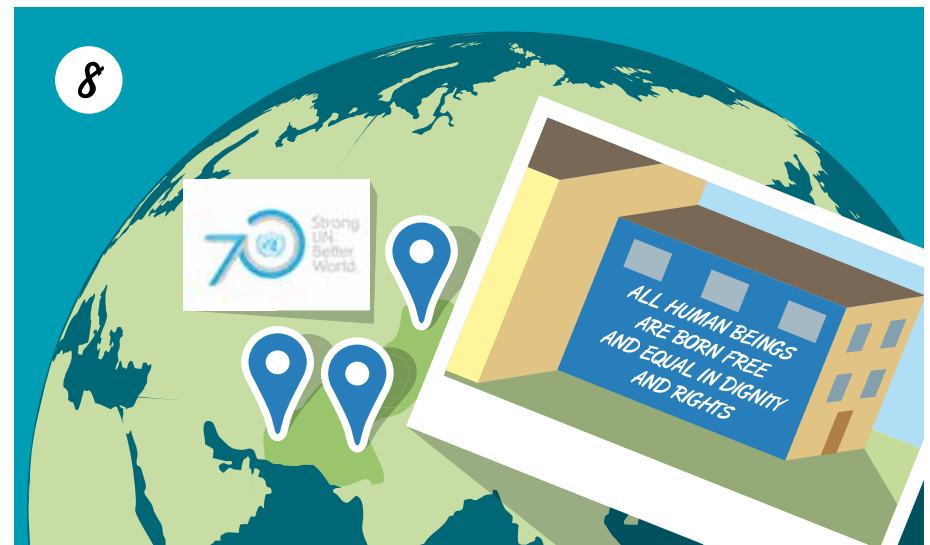 8
70
Strong
UN.
Better
World.
ALL HUMAN BEINGS
ARE BORN FREE
AND EQUAL IN DIGNITY
AND RIGHTS